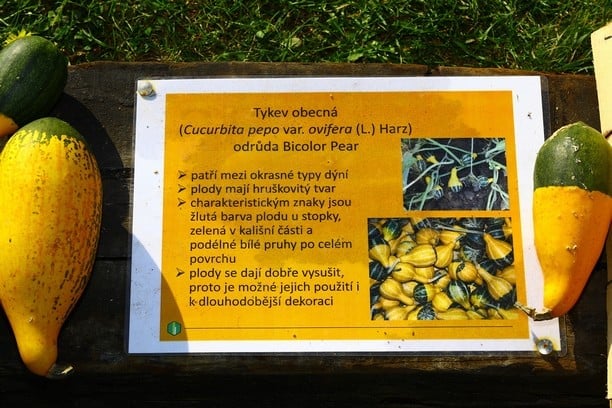 Tykev obecná
(Cucurbita pepo var. ovifera (L.) Harz)
odrůda Bicolor Pear
➢ patří mezi okrasné typy dýní
➢ plody mají hruškovitý tvar
➢ charakteristickým znaky jsou
žlutá barva plodu u stopky,
zelená v kališní části a
podélné bílé pruhy po celém
povrchu
➢ plody se dají dobře vysušit,
proto je možné jejich použití i
k dlouhodobější dekoraci